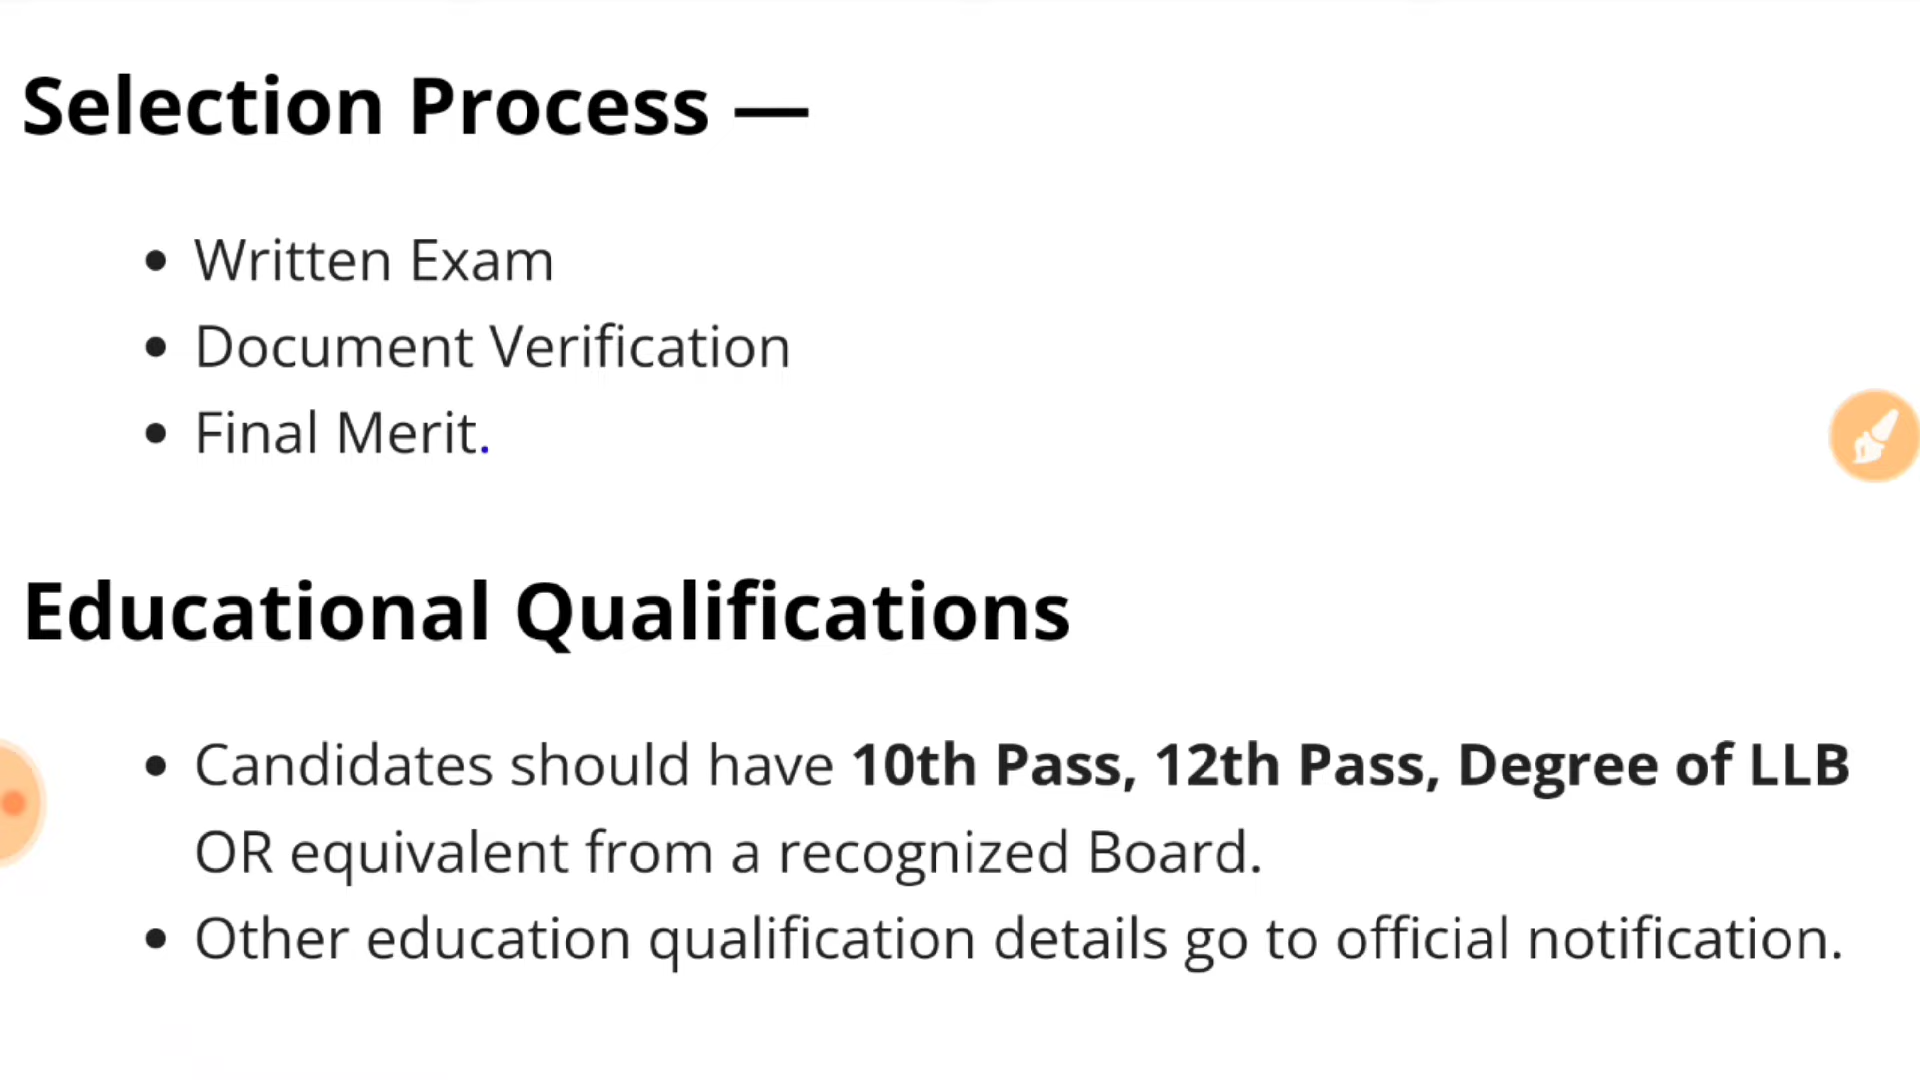 Selection Process —
• Written Exam
• Document Verification
• Final Merit.
Educational Qualifications
• Candidates should have 10th Pass, 12th Pass, Degree of LLB
OR equivalent from a recognized Board.
• Other education qualification details go to official notification.